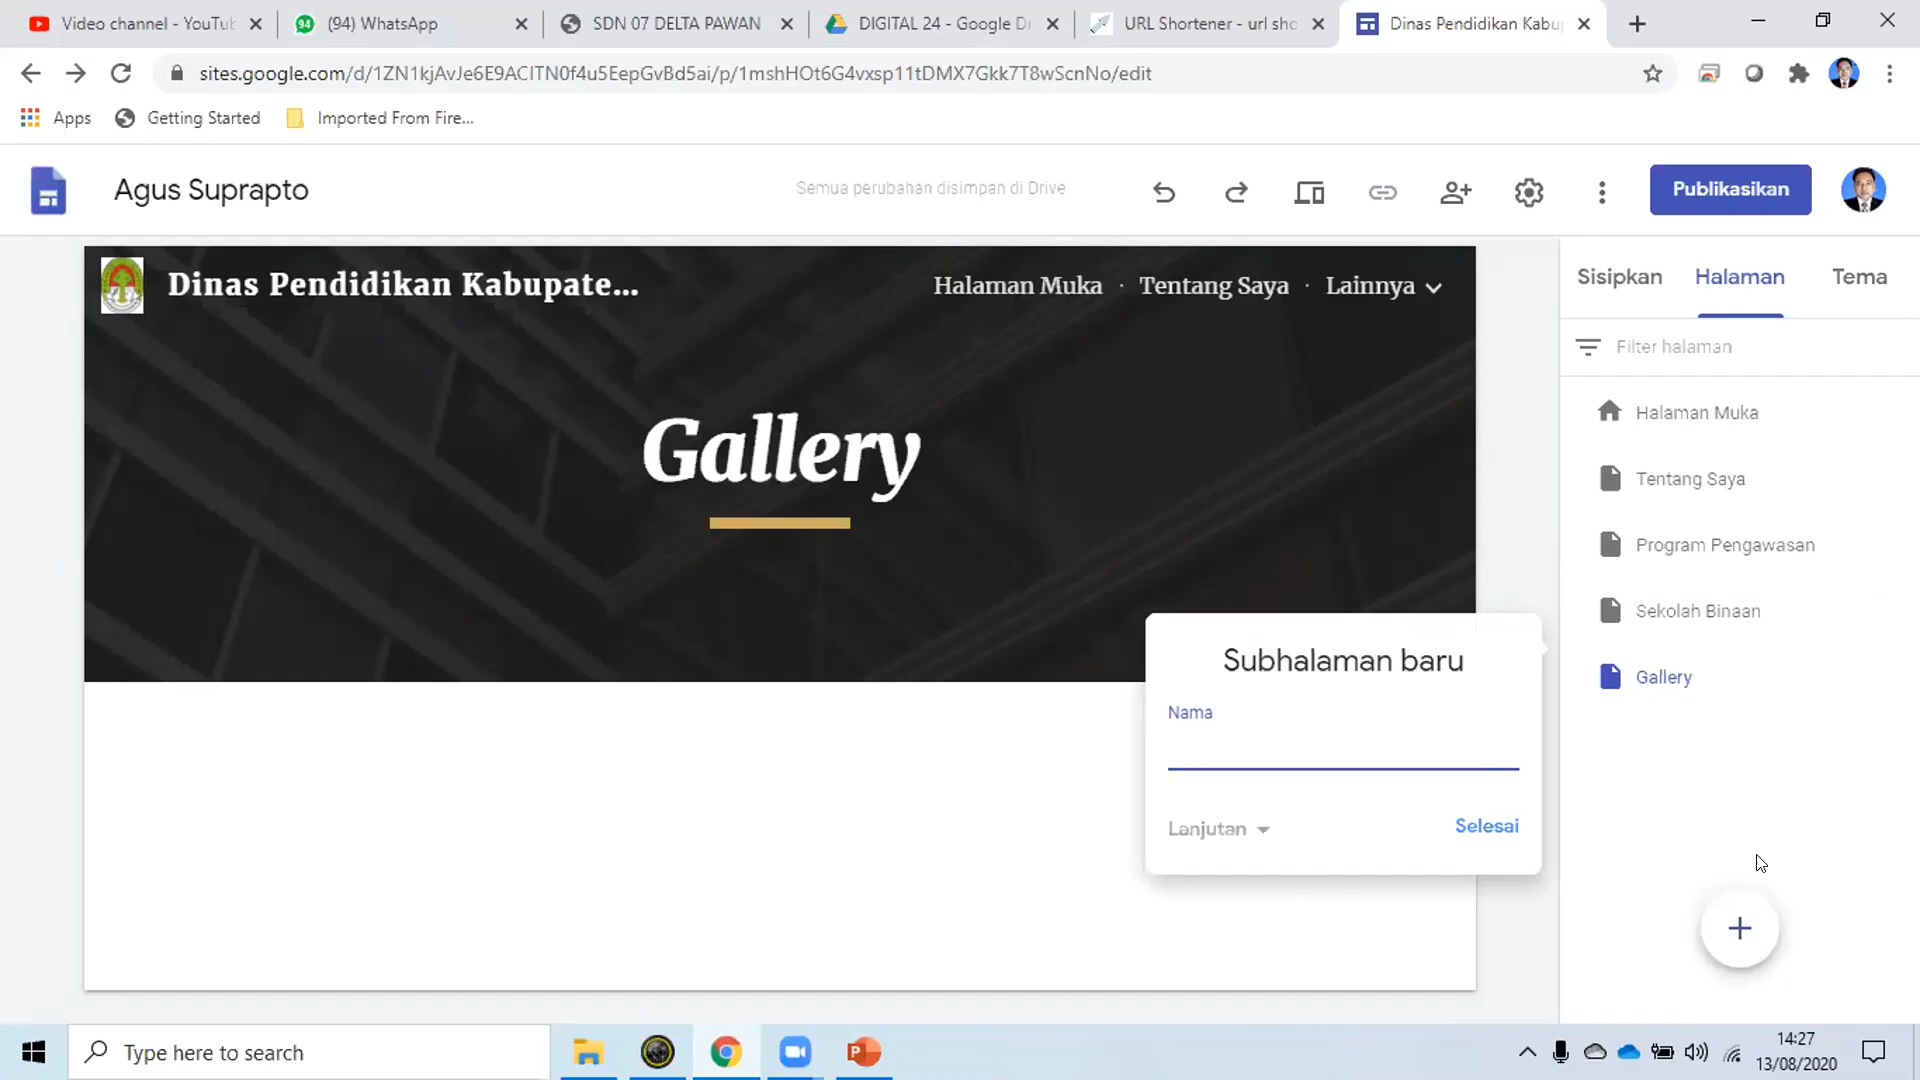 Video channel - YouTub
(94) WhatsApp
SDN 07 DELTA PAWAN
DIGITAL 24 - Google Dr
URL Shortener - url sho
Dinas Pendidikan Kabup
sites.google.com/d/1ZN1kjAvJe6E9ACITN0f4u5EepGvBd5ai/p/1mshHOt6G4vxsp11tDMX7Gkk7T8wScnNo/edit
Apps
Getting Started
Imported From Fire...
Agus Suprapto
Semua perubahan disimpan di Drive
Publikasikan
Dinas Pendidikan Kabupate...
Halaman Muka · Tentang Saya · Lainnya
Gallery
Sisipkan
Halaman
Tema
Filter halaman
Halaman Muka
Tentang Saya
Program Pengawasan
Sekolah Binaan
Gallery
Subhalaman baru
Nama
Lanjutan
Selesai
Type here to search
14:27
13/08/2020